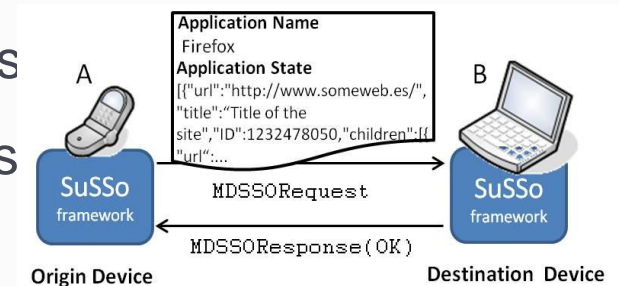 s
s
Application Name
Firefox
Application State
[{"url":"http://www.someweb.es/",
"title":“Title of the
site","ID":1232478050,"children":[{
"url“:...
A
B
SuSSo
framework
SuSSo
framework
MDSSORequest
MDSSOResponse(OK)
Origin Device
Destination Device